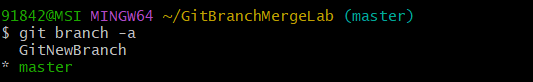 91842@MSI MINGW64 ~/GitBranchMergeLab (master)
$ git branch -a
  GitNewBranch
* master